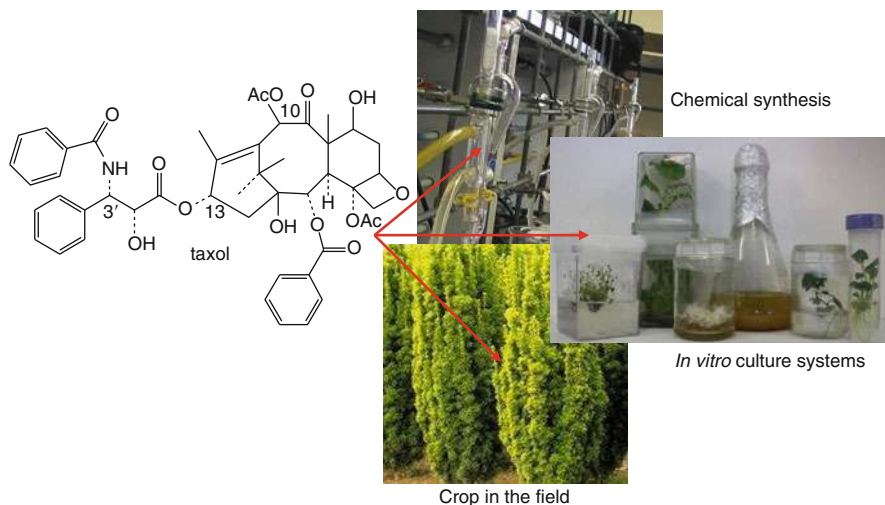 AcO
10
O
OH
Chemical synthesis
O
NH
O
3′
O
13
H
O
OH
OH
OAc
O
O
taxol
In vitro culture systems
Crop in the field